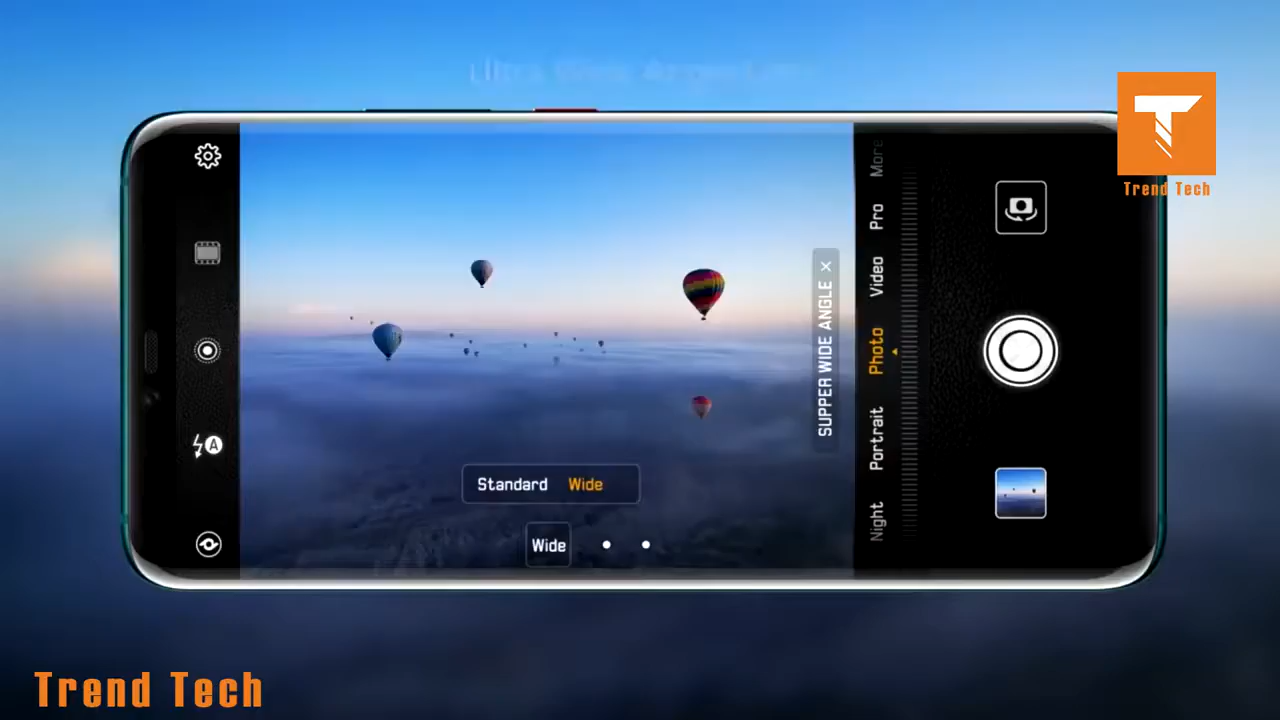 Trend Tech
More
Pro
Video
Photo
Portrait
Night
SUPPER WIDE ANGLE X
A
Standard Wide
Wide
Trend Tech